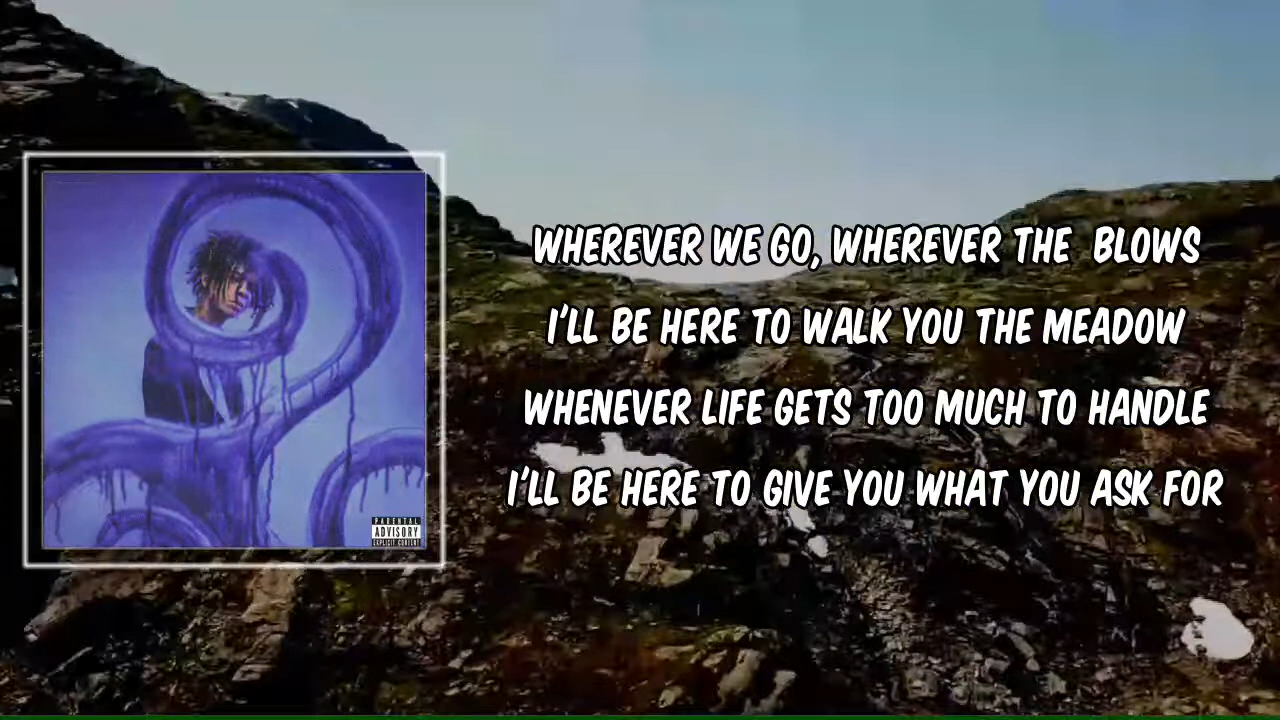 WHEREVER WE GO, WHEREVER THE  BLOWS
I'LL BE HERE TO WALK YOU THE MEADOW
WHENEVER LIFE GETS TOO MUCH TO HANDLE
I'LL BE HERE TO GIVE YOU WHAT YOU ASK FOR
PARENTAL
ADVISORY
EXPLICIT CONTENT